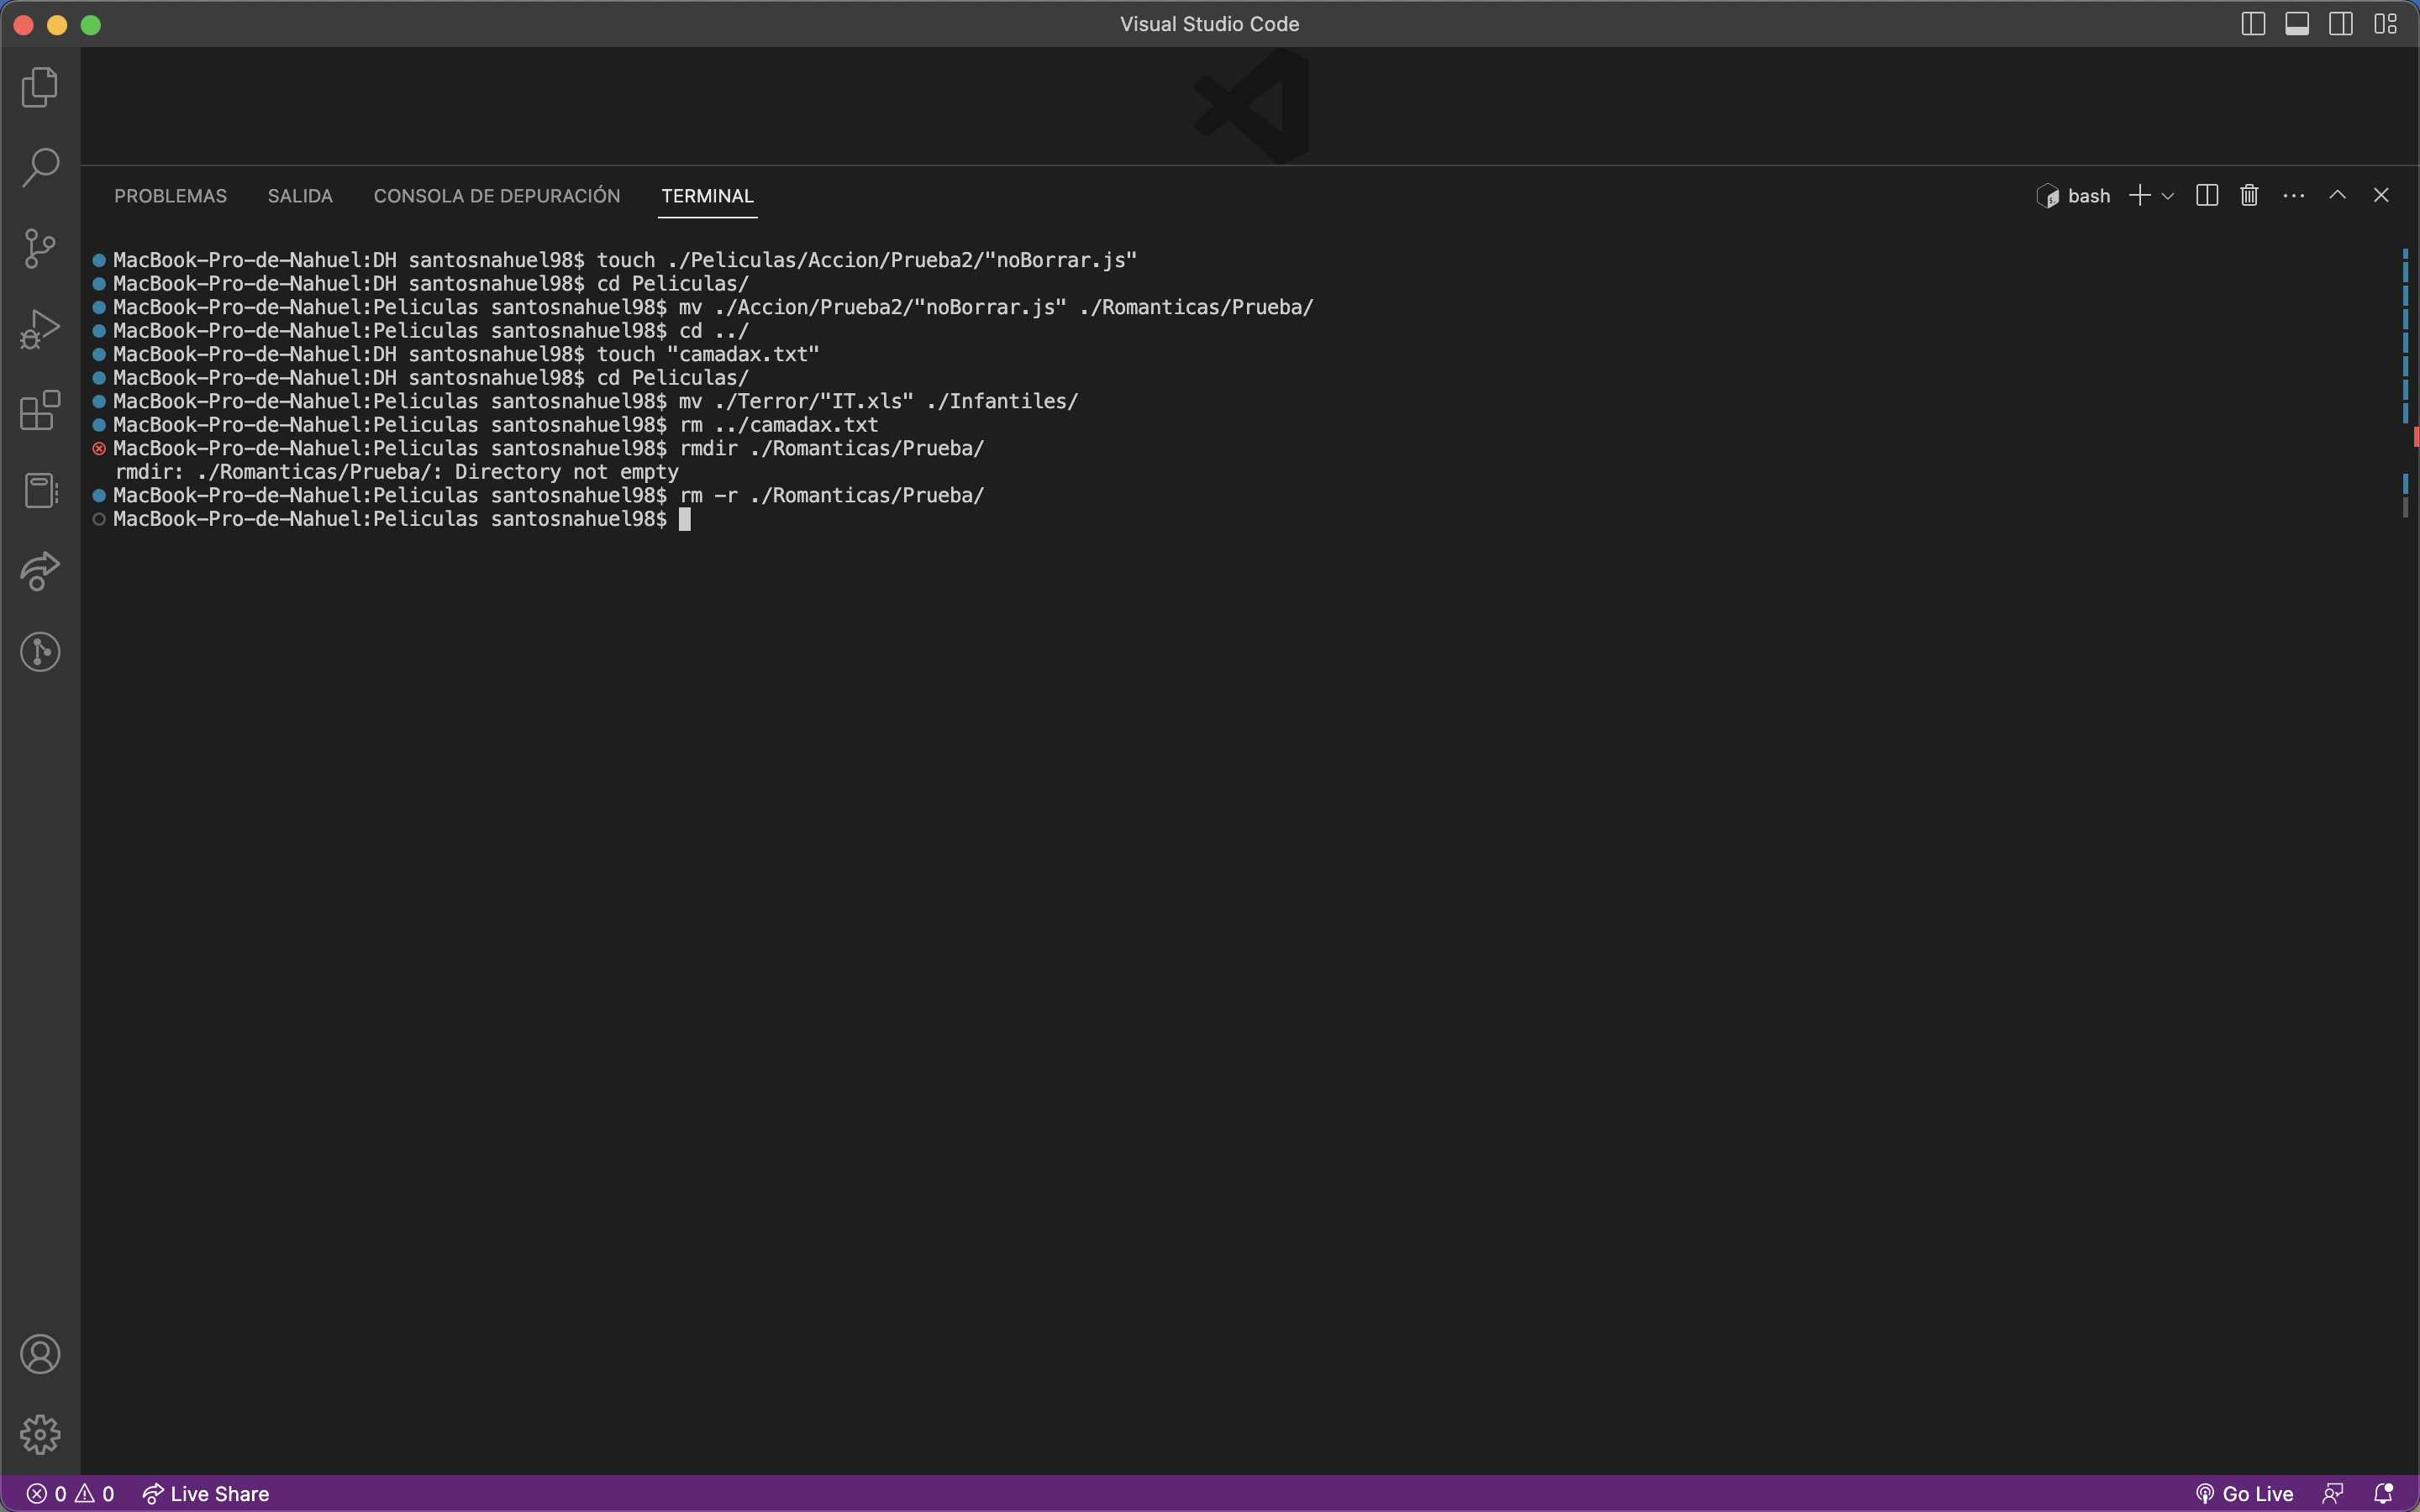 Visual Studio Code
PROBLEMAS SALIDA CONSOLA DE DEPURACIÓN TERMINAL bash
MacBook-Pro-de-Nahuel:DH santosnahuel98$ touch ./Peliculas/Accion/Prueba2/"noBorrar.js"
MacBook-Pro-de-Nahuel:DH santosnahuel98$ cd Peliculas/
MacBook-Pro-de-Nahuel:Peliculas santosnahuel98$ mv ./Accion/Prueba2/"noBorrar.js" ./Romanticas/Prueba/
MacBook-Pro-de-Nahuel:Peliculas santosnahuel98$ cd ../
MacBook-Pro-de-Nahuel:DH santosnahuel98$ touch "camadax.txt"
MacBook-Pro-de-Nahuel:DH santosnahuel98$ cd Peliculas/
MacBook-Pro-de-Nahuel:Peliculas santosnahuel98$ mv ./Terror/"IT.xls" ./Infantiles/
MacBook-Pro-de-Nahuel:Peliculas santosnahuel98$ rm ../camadax.txt
MacBook-Pro-de-Nahuel:Peliculas santosnahuel98$ rmdir ./Romanticas/Prueba/
rmdir: ./Romanticas/Prueba/: Directory not empty
MacBook-Pro-de-Nahuel:Peliculas santosnahuel98$ rm -r ./Romanticas/Prueba/
MacBook-Pro-de-Nahuel:Peliculas santosnahuel98$
0 0 Live Share Go Live